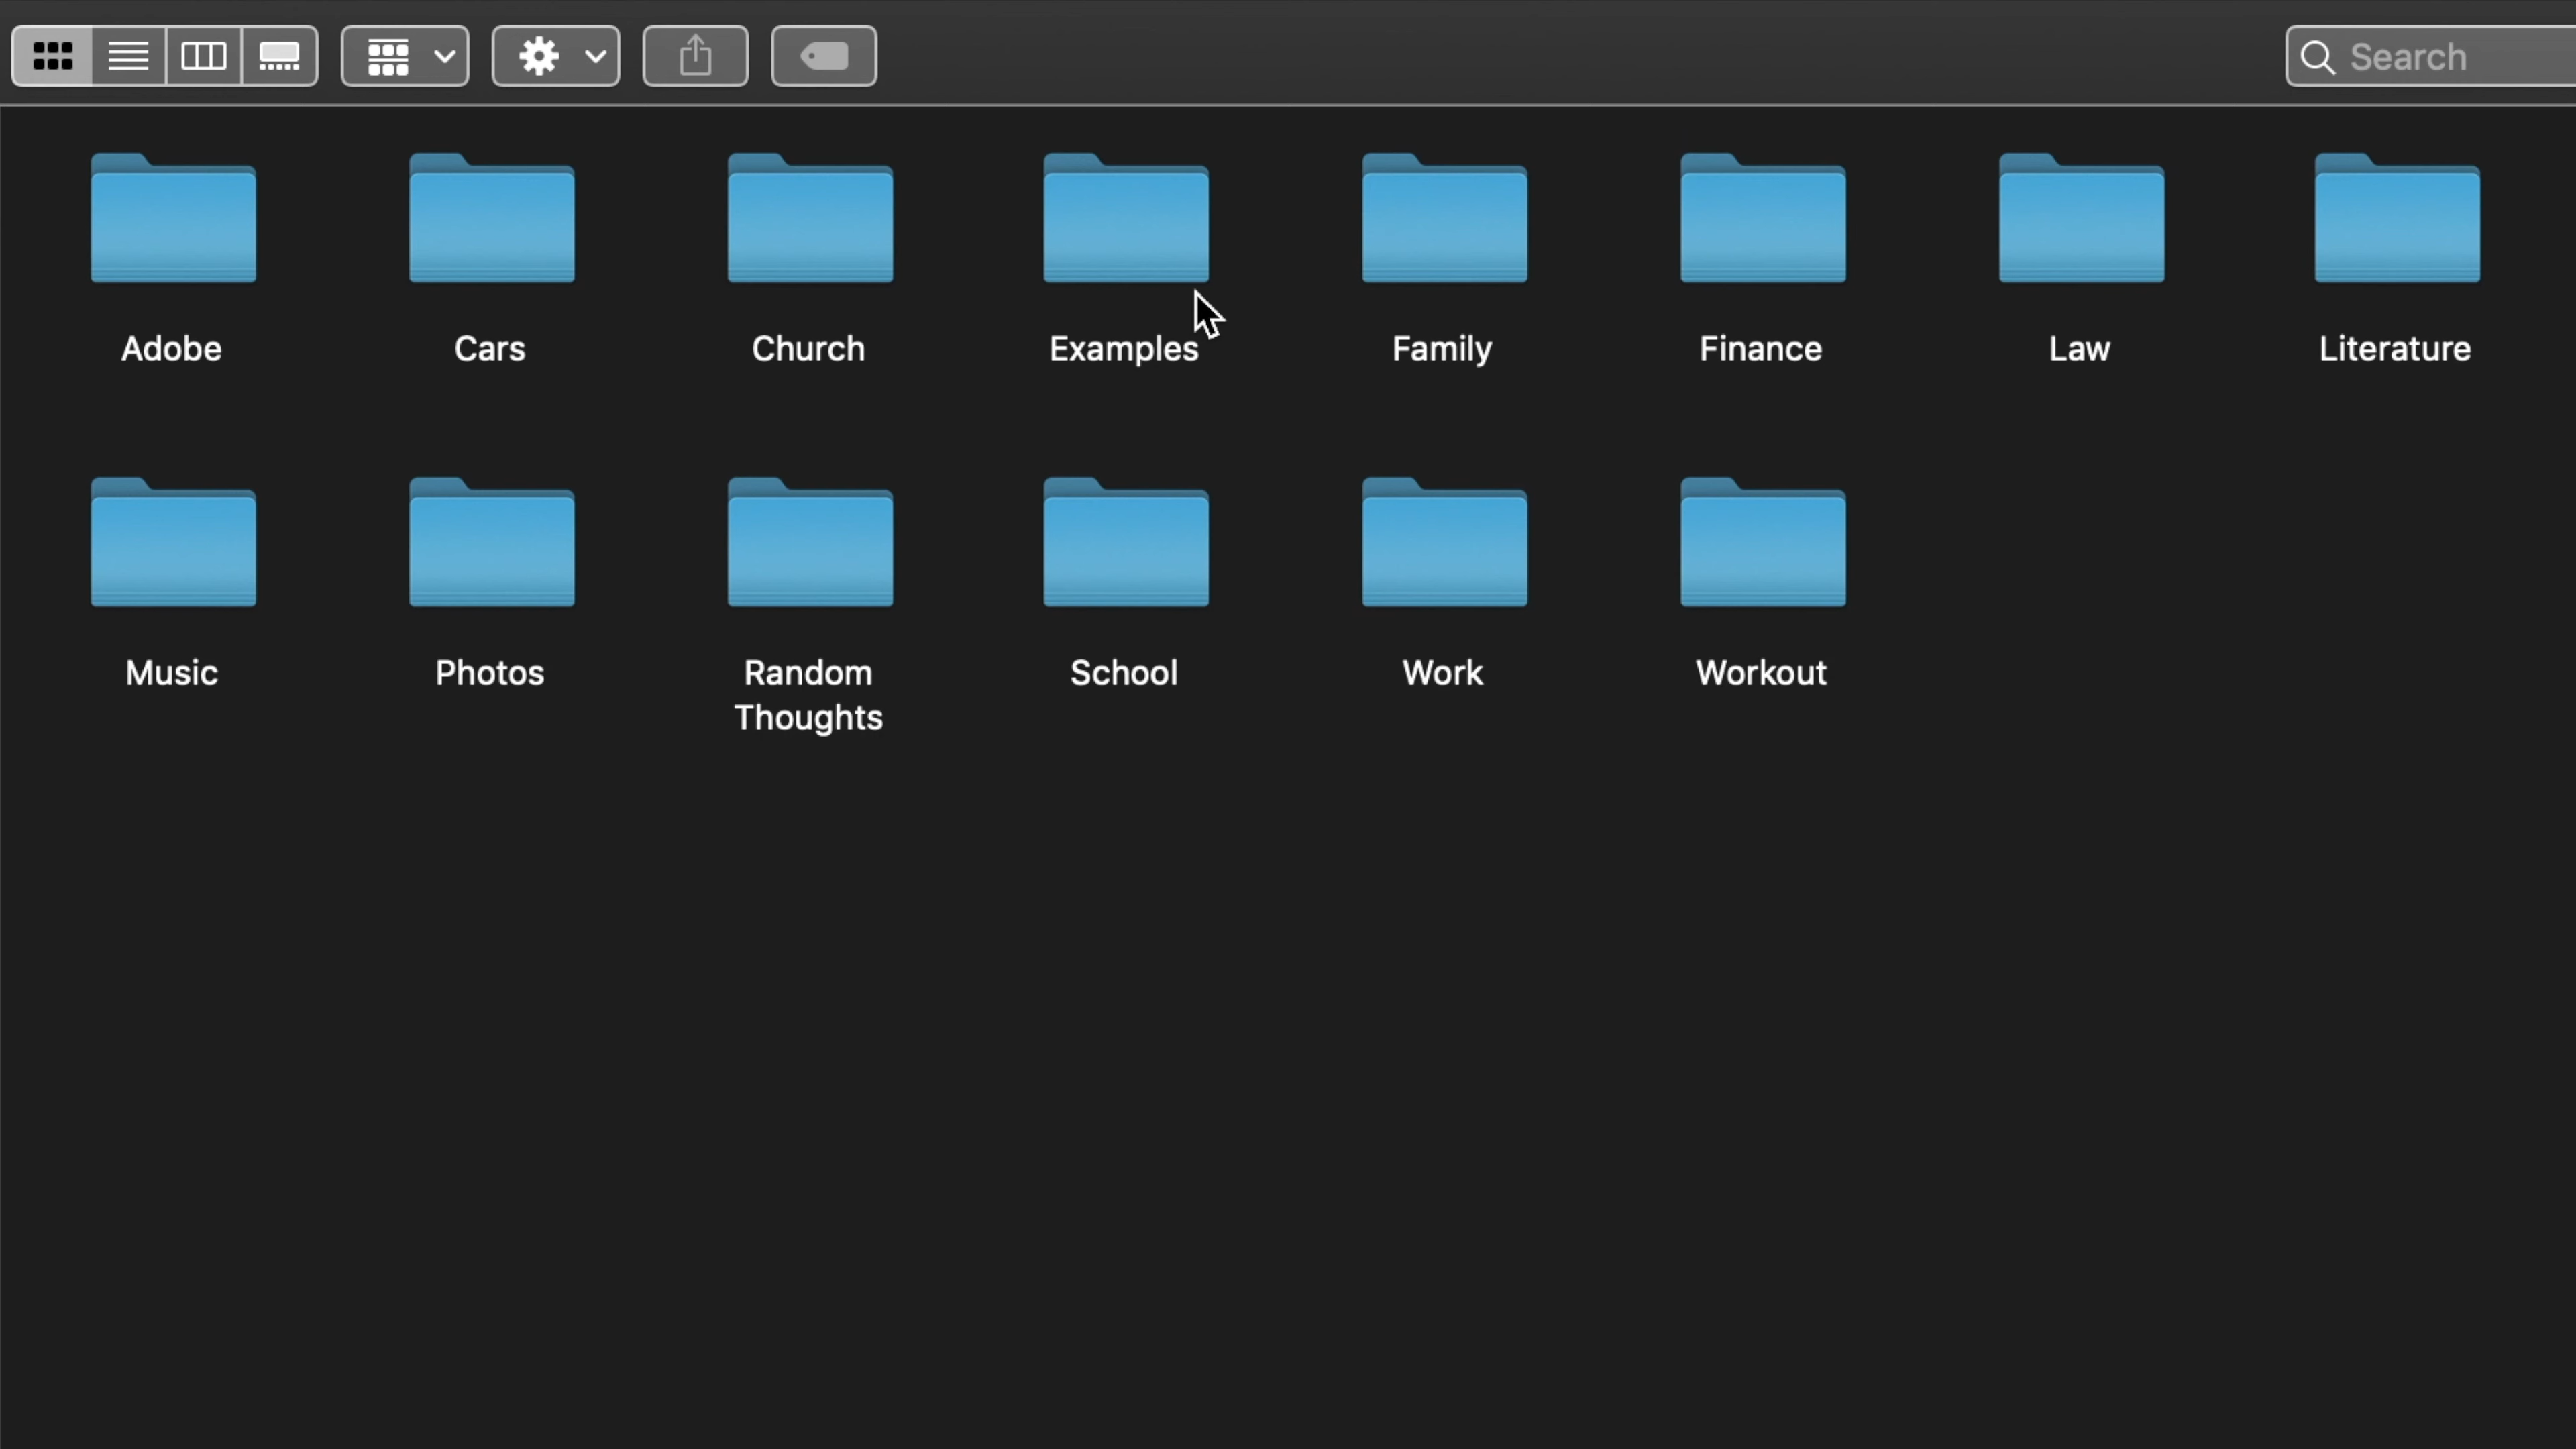 Search
Adobe
Cars
Church
Examples
Family
Finance
Law
Literature
Music
Photos
Random
Thoughts
School
Work
Workout